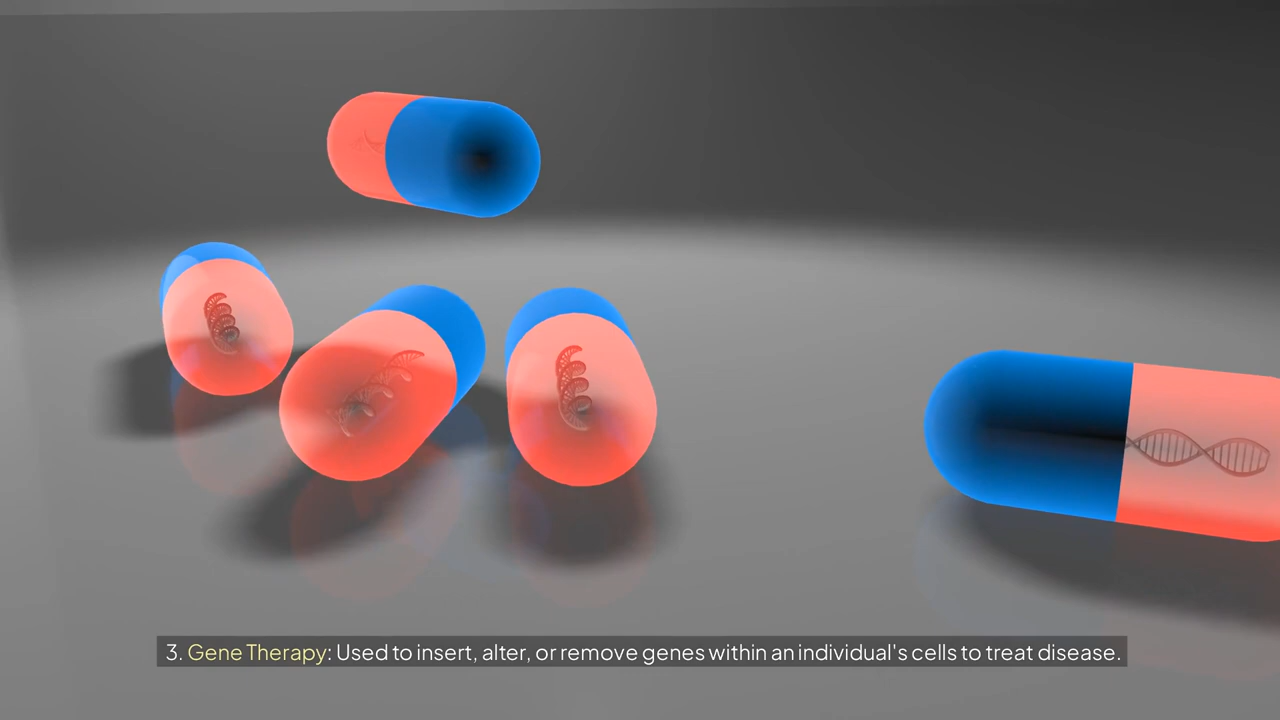 3. Gene Therapy: Used to insert, alter, or remove genes within an individual's cells to treat disease.